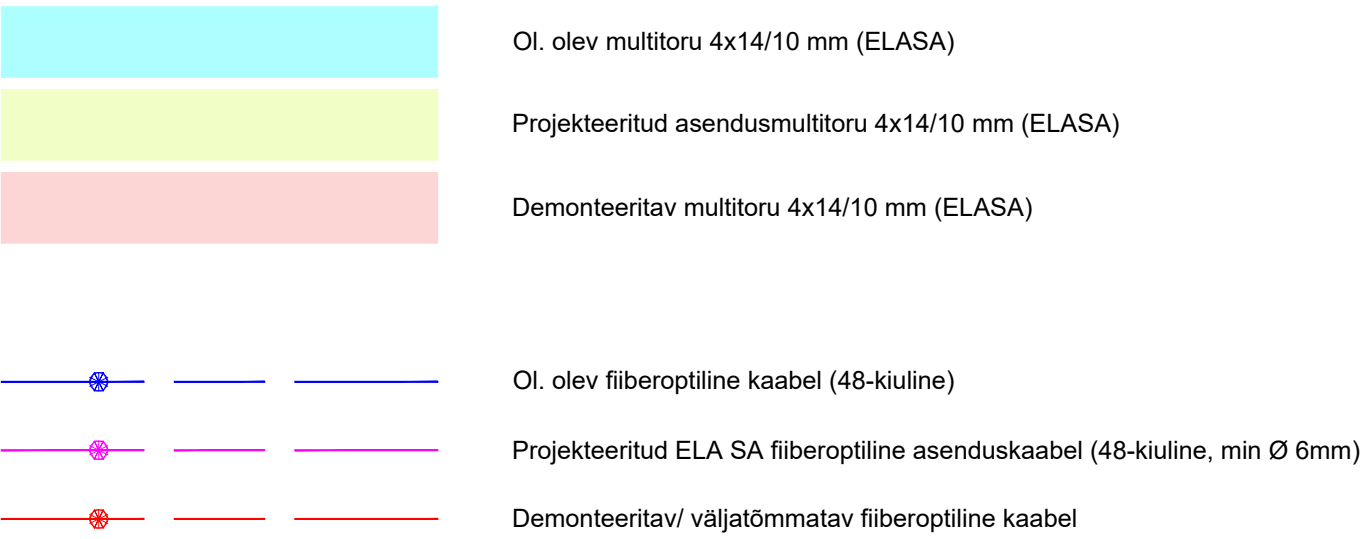 Ol. olev multitoru 4x14/10 mm (ELASA)
Projekteeritud asendusmultitoru 4x14/10 mm (ELASA)
Demonteeritav multitoru 4x14/10 mm (ELASA)
Ol. olev fiiberoptiline kaabel (48-kiuline)
Projekteeritud ELA SA fiiberoptiline asenduskaabel (48-kiuline, min Ø 6mm)
Demonteeritav/ väljatõmmatav fiiberoptiline kaabel